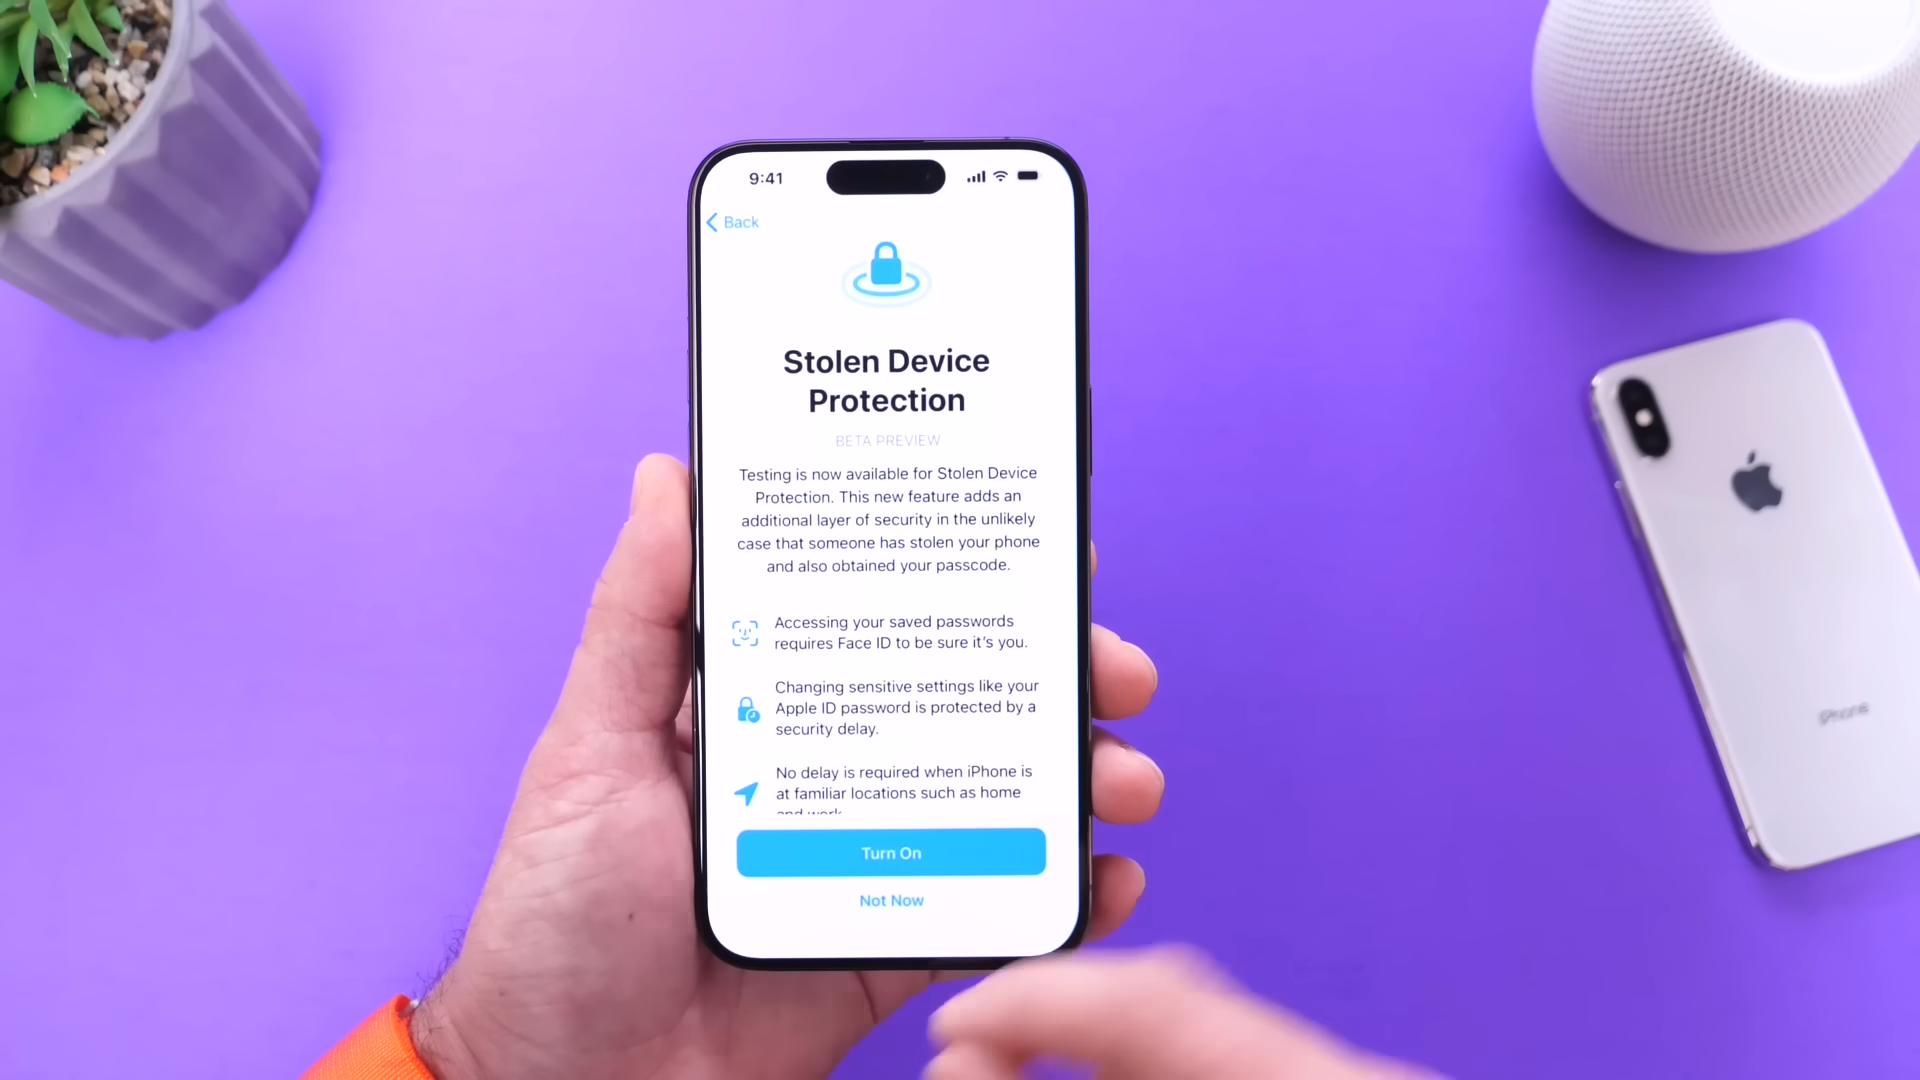 9:41
Back
Stolen Device
Protection
BETA PREVIEW
Testing is now available for Stolen Device
Protection. This new feature adds an
additional layer of security in the unlikely
case that someone has stolen your phone
and also obtained your passcode.
Accessing your saved passwords
requires Face ID to be sure it's you.
Changing sensitive settings like your
Apple ID password is protected by a
security delay.
No delay is required when iPhone is
at familiar locations such as home
and work
Turn On
Not Now
iPhone